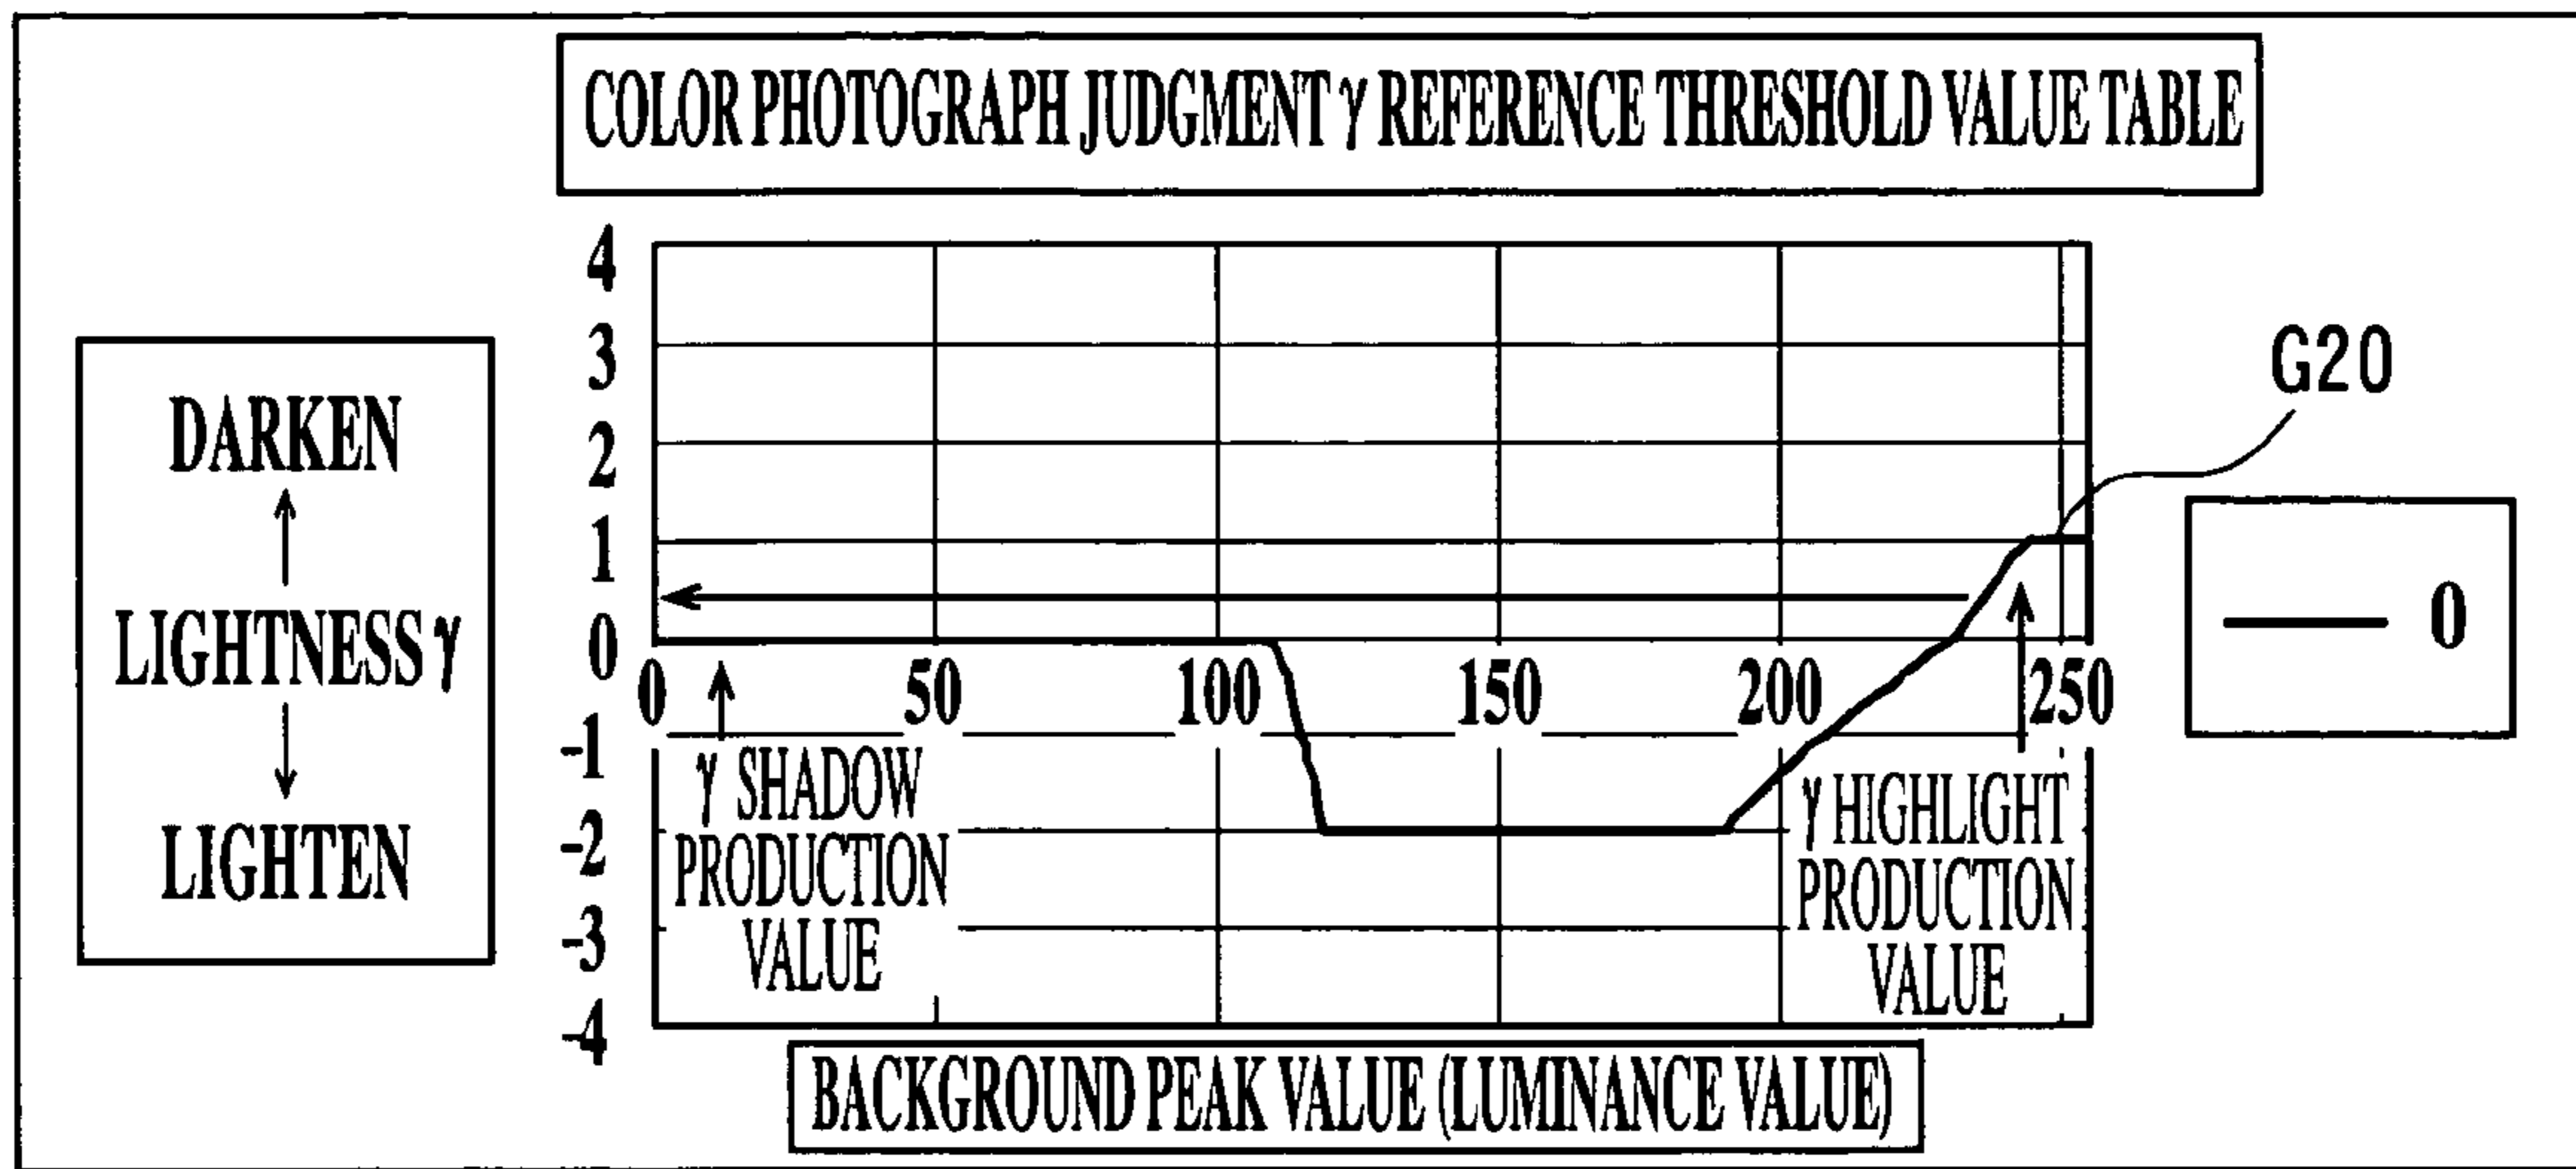 COLOR PHOTOGRAPH JUDGMENT γ REFERENCE THRESHOLD VALUE TABLE
DARKEN
LIGHTNESS γ
LIGHTEN
4
3
2
1
0
-1
-2
-3
-4
0 50 100 150 200 250
γ SHADOW
PRODUCTION
VALUE
γ HIGHLIGHT
PRODUCTION
VALUE
G20
0
BACKGROUND PEAK VALUE (LUMINANCE VALUE)